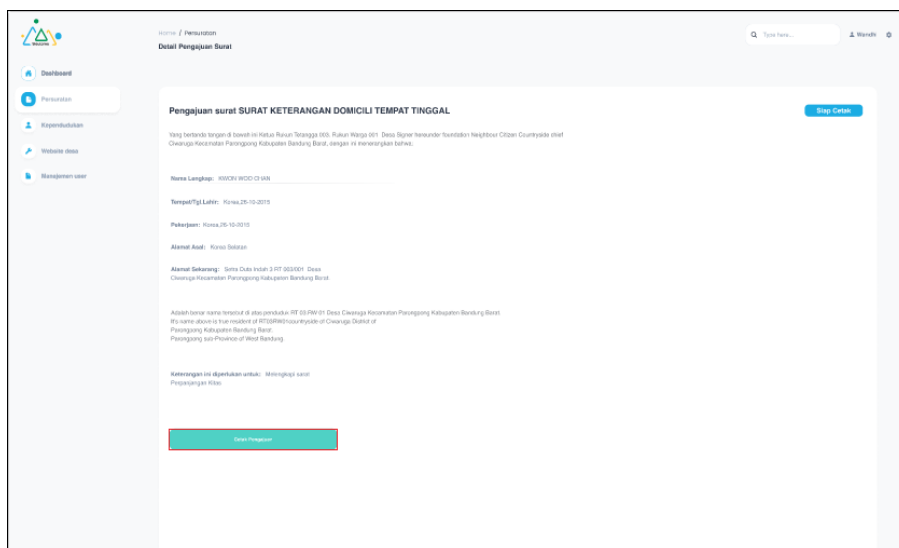 Home / Persuratan
Detail Pengajuan Surat
Type here...
Wandi
Dashboard
Persuratan
Kependudukan
Website desa
Manajemen user
Pengajuan surat SURAT KETERANGAN DOMICILI TEMPAT TINGGAL
Siap Cetak
Yang bertanda tangan di bawah ini Ketua Rukun Tetangga 003. Rukun Warga 001. Desa Signer hereunder foundation Neighbour Citizen Countryside chief
Ciwaruga Kecamatan Parongpong Kabupaten Bandung Barat, dengan ini menerangkan bahwa:
Nama Langkap: KWON WOO CHAN
Tempat/Tgl.Lahir: Korea,26-10-2015
Pekerjaan: Korea,26-10-2015
Alamat Asal: Korea Selatan
Alamat Sekarang: Duta Indah 3 RT 003/001 Desa
Ciwaruga Kecamatan Parongpong Kabupaten Bandung Barat.
Adalah benar nama tersebut di atas penduduk RT 03 RW 01 Desa Ciwaruga Kecamatan Parongpong Kabupaten Bandung Barat
It's name above is true resident of RT03RW01countryside of Ciwaruga District of
Parongpong Kabupaten Bandung Barat.
Parongpong sub-Province of West Bandung.
Keterangan ini diperlukan untuk: Melengkapi surat
Perpanjangan Kitas.
Pengajuan